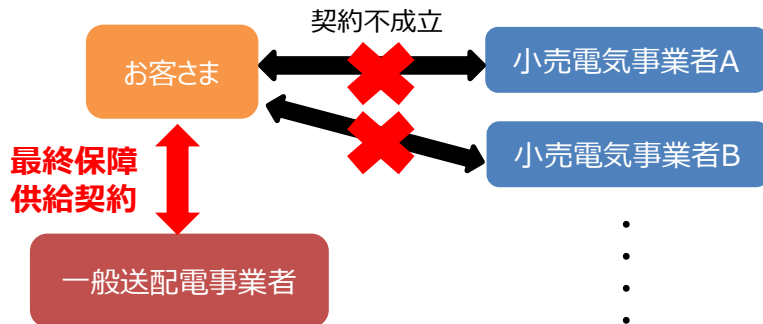 契約不成立
お客さま
小売電気事業者A
小売電気事業者B
最終保障
供給契約
一般送配電事業者